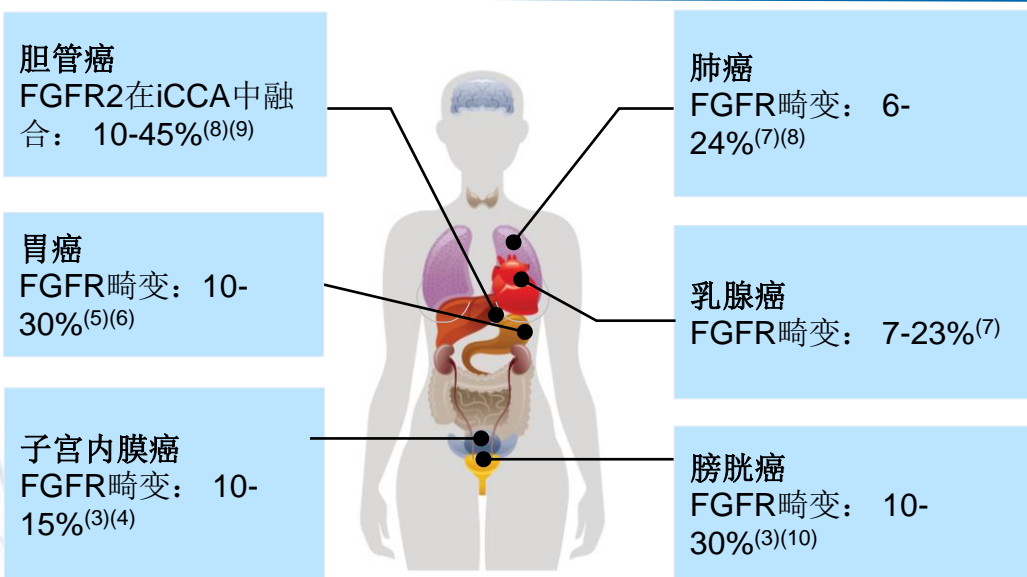 胆管癌
FGFR2在iCCA中融
合： 10-45%(8)(9)
胃癌
FGFR畸变：10-
30%(5)(6)
子宫内膜癌
FGFR畸变： 10-
15%(3)(4)
肺癌
FGFR畸变： 6-
24%(7)(8)
乳腺癌
FGFR畸变： 7-23%(7)
膀胱癌
FGFR畸变： 10-
30%(3)(10)